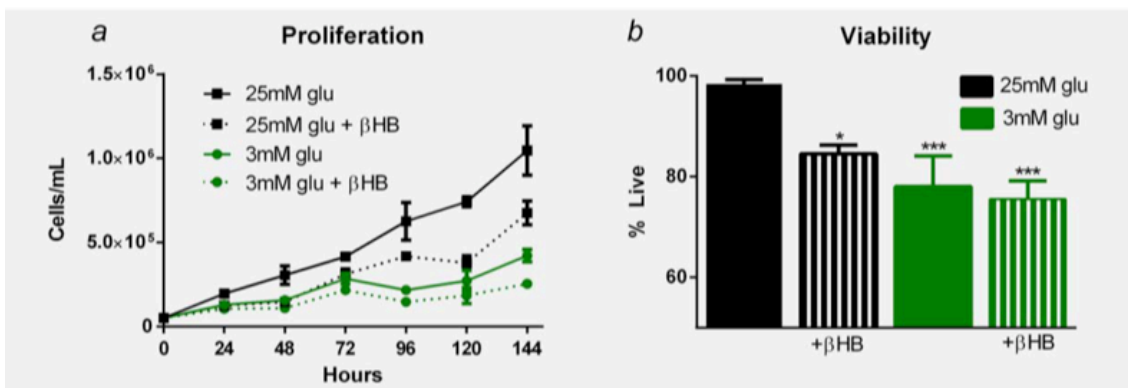 a
Proliferation
1.5×10⁶
1.0×10⁶
5.0×10⁵
0
Cells/mL
25mM glu
25mM glu + βHB
3mM glu
3mM glu + βHB
0 24 48 72 96 120 144
Hours
b
Viability
100
80
60
% Live
25mM glu
3mM glu
*
***
***
+βHB
+βHB